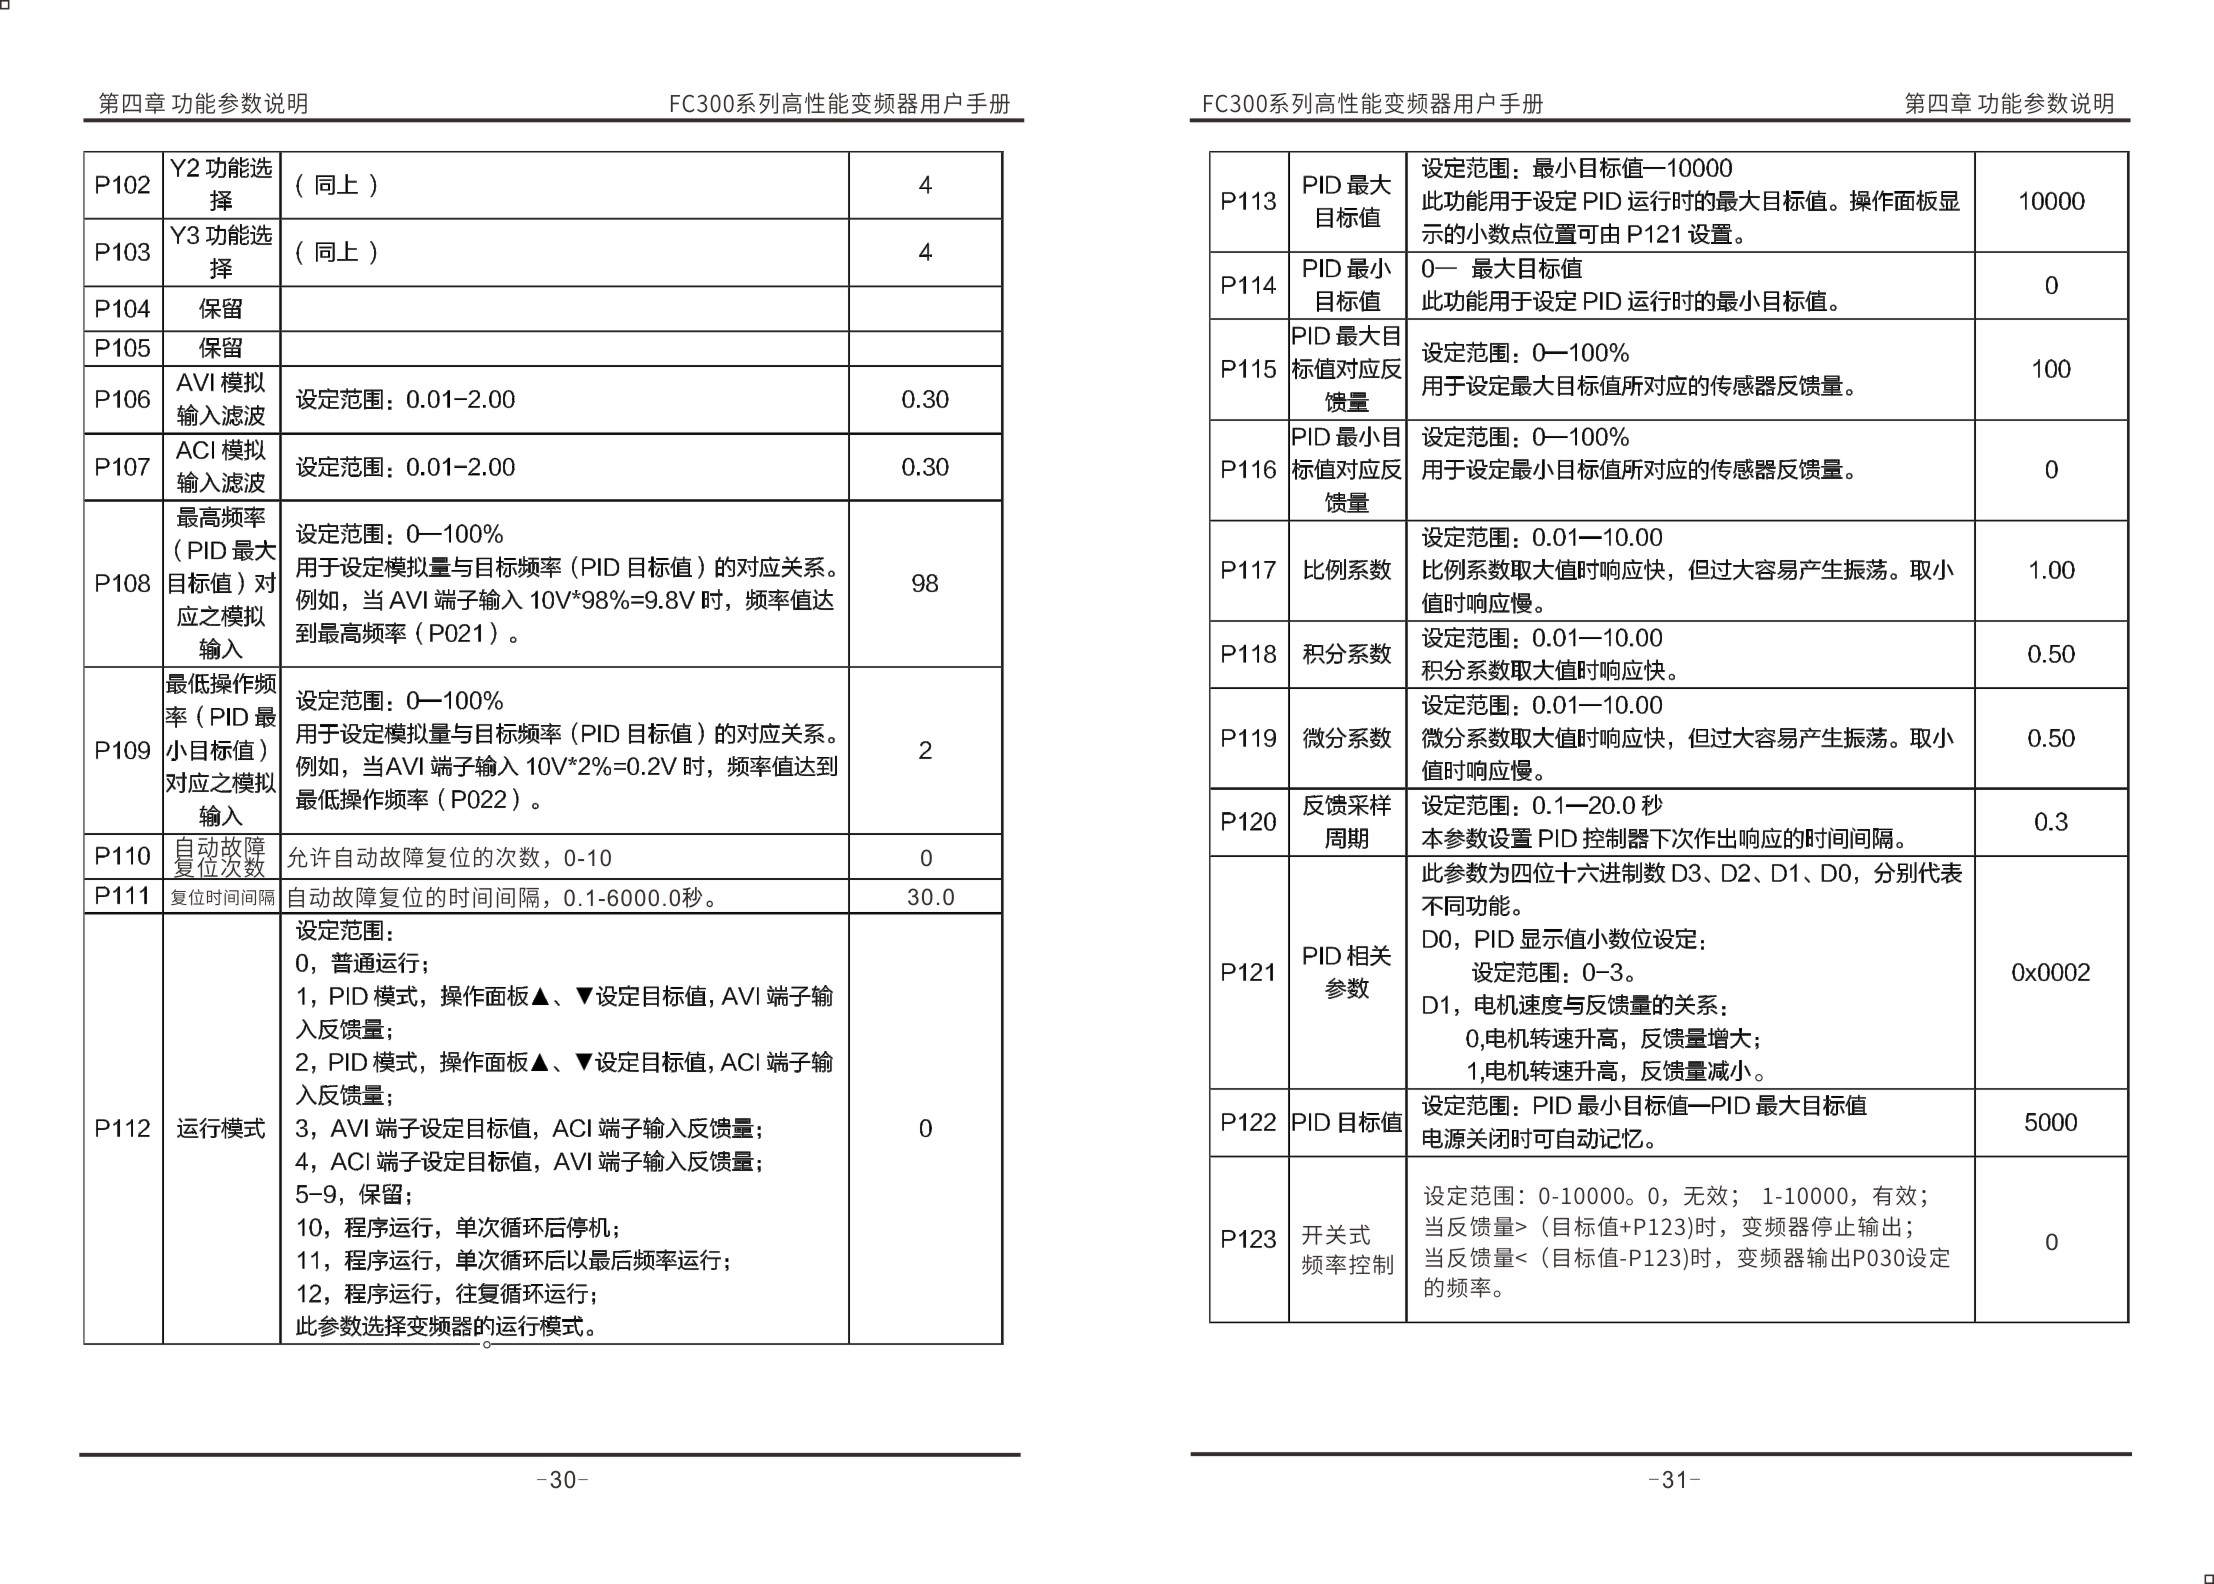 第四章 功能参数说明
FC300系列高性能变频器用户手册
P102
Y2 功能选
择
（同上）
4
P103
Y3 功能选
择
（同上）
4
P104
保留
P105
保留
P106
AVI 模拟
输入滤波
设定范围：0.01-2.00
0.30
P107
ACI 模拟
输入滤波
设定范围：0.01-2.00
0.30
P108
最高频率
（PID 最大
目标值）对
应之模拟
输入
设定范围：0—100%
用于设定模拟量与目标频率（PID 目标值）的对应关系。
例如，当 AVI 端子输入 10V*98%=9.8V 时，频率值达
到最高频率（P021）。
98
P109
最低操作频
率（PID 最
小目标值）
对应之模拟
输入
设定范围：0—100%
用于设定模拟量与目标频率（PID 目标值）的对应关系。
例如，当AVI 端子输入 10V*2%=0.2V 时，频率值达到
最低操作频率（P022）。
2
P110
自动故障
复位次数
允许自动故障复位的次数，0-10
0
P111
复位时间间隔
自动故障复位的时间间隔，0.1-6000.0秒。
30.0
P112
运行模式
设定范围：
0，普通运行；
1，PID 模式，操作面板▲、▼设定目标值，AVI 端子输
入反馈量；
2，PID 模式，操作面板▲、▼设定目标值，ACI 端子输
入反馈量；
3，AVI 端子设定目标值，ACI 端子输入反馈量；
4，ACI 端子设定目标值，AVI 端子输入反馈量；
5-9，保留；
10，程序运行，单次循环后停机；
11，程序运行，单次循环后以最后频率运行；
12，程序运行，往复循环运行；
此参数选择变频器的运行模式。
。
0
-30-
FC300系列高性能变频器用户手册
第四章 功能参数说明
P113
PID 最大
目标值
设定范围：最小目标值—10000
此功能用于设定 PID 运行时的最大目标值。操作面板显
示的小数点位置可由 P121 设置。
10000
P114
PID 最小
目标值
0— 最大目标值
此功能用于设定 PID 运行时的最小目标值。
0
P115
PID 最大目
标值对应反
馈量
设定范围：0—100%
用于设定最大目标值所对应的传感器反馈量。
100
P116
PID 最小目
标值对应反
馈量
设定范围：0—100%
用于设定最小目标值所对应的传感器反馈量。
0
P117
比例系数
设定范围：0.01—10.00
比例系数取大值时响应快，但过大容易产生振荡。取小
值时响应慢。
1.00
P118
积分系数
设定范围：0.01—10.00
积分系数取大值时响应快。
0.50
P119
微分系数
设定范围：0.01—10.00
微分系数取大值时响应快，但过大容易产生振荡。取小
值时响应慢。
0.50
P120
反馈采样
周期
设定范围：0.1—20.0 秒
本参数设置 PID 控制器下次作出响应的时间间隔。
0.3
P121
PID 相关
参数
此参数为四位十六进制数 D3、D2、D1、D0，分别代表
不同功能。
D0，PID 显示值小数位设定：
设定范围：0-3。
D1，电机速度与反馈量的关系：
0,电机转速升高，反馈量增大；
1,电机转速升高，反馈量减小。
0x0002
P122
PID 目标值
设定范围：PID 最小目标值—PID 最大目标值
电源关闭时可自动记忆。
5000
P123
开关式
频率控制
设定范围：0-10000。0，无效； 1-10000，有效；
当反馈量>（目标值+P123)时，变频器停止输出；
当反馈量<（目标值-P123)时，变频器输出P030设定
的频率。
0
-31-